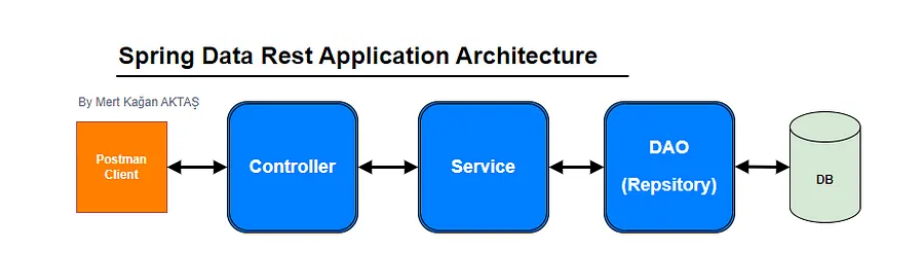 Spring Data Rest Application Architecture
By Mert Kağan AKTAŞ
Postman
Client
Controller
Service
DAO
(Repsitory)
DB